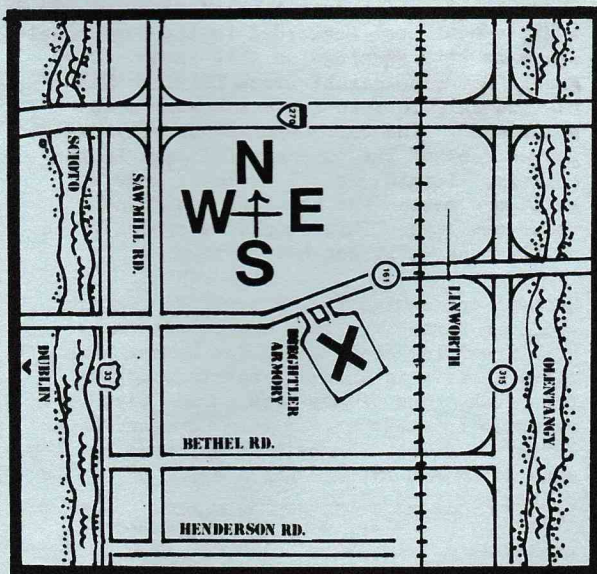 270
SCIOTO
SAWMILL RD.
N
W E
S
161
LINWORTH
OLENTANGY
BEIGHTLER
ARMORY
X
DUBLIN
33
315
BETHEL RD.
HENDERSON RD.